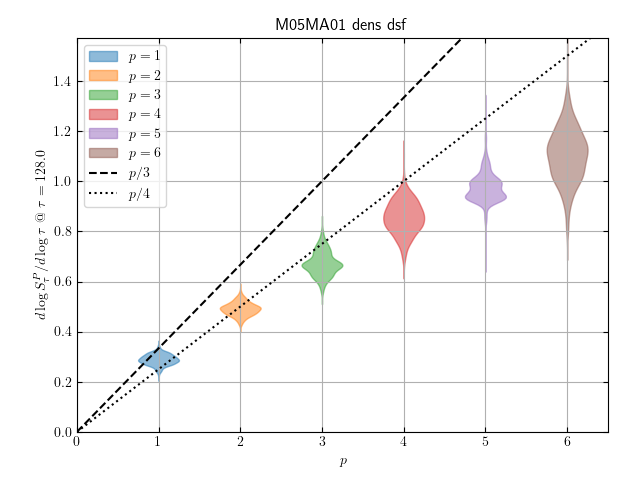 M05MA01 dens dsf
d log S_τ^P / d log τ @ τ = 128.0
1.4
1.2
1.0
0.8
0.6
0.4
0.2
0.0
p = 1
p = 2
p = 3
p = 4
p = 5
p = 6
p/3
p/4
0 1 2 3 4 5 6
p